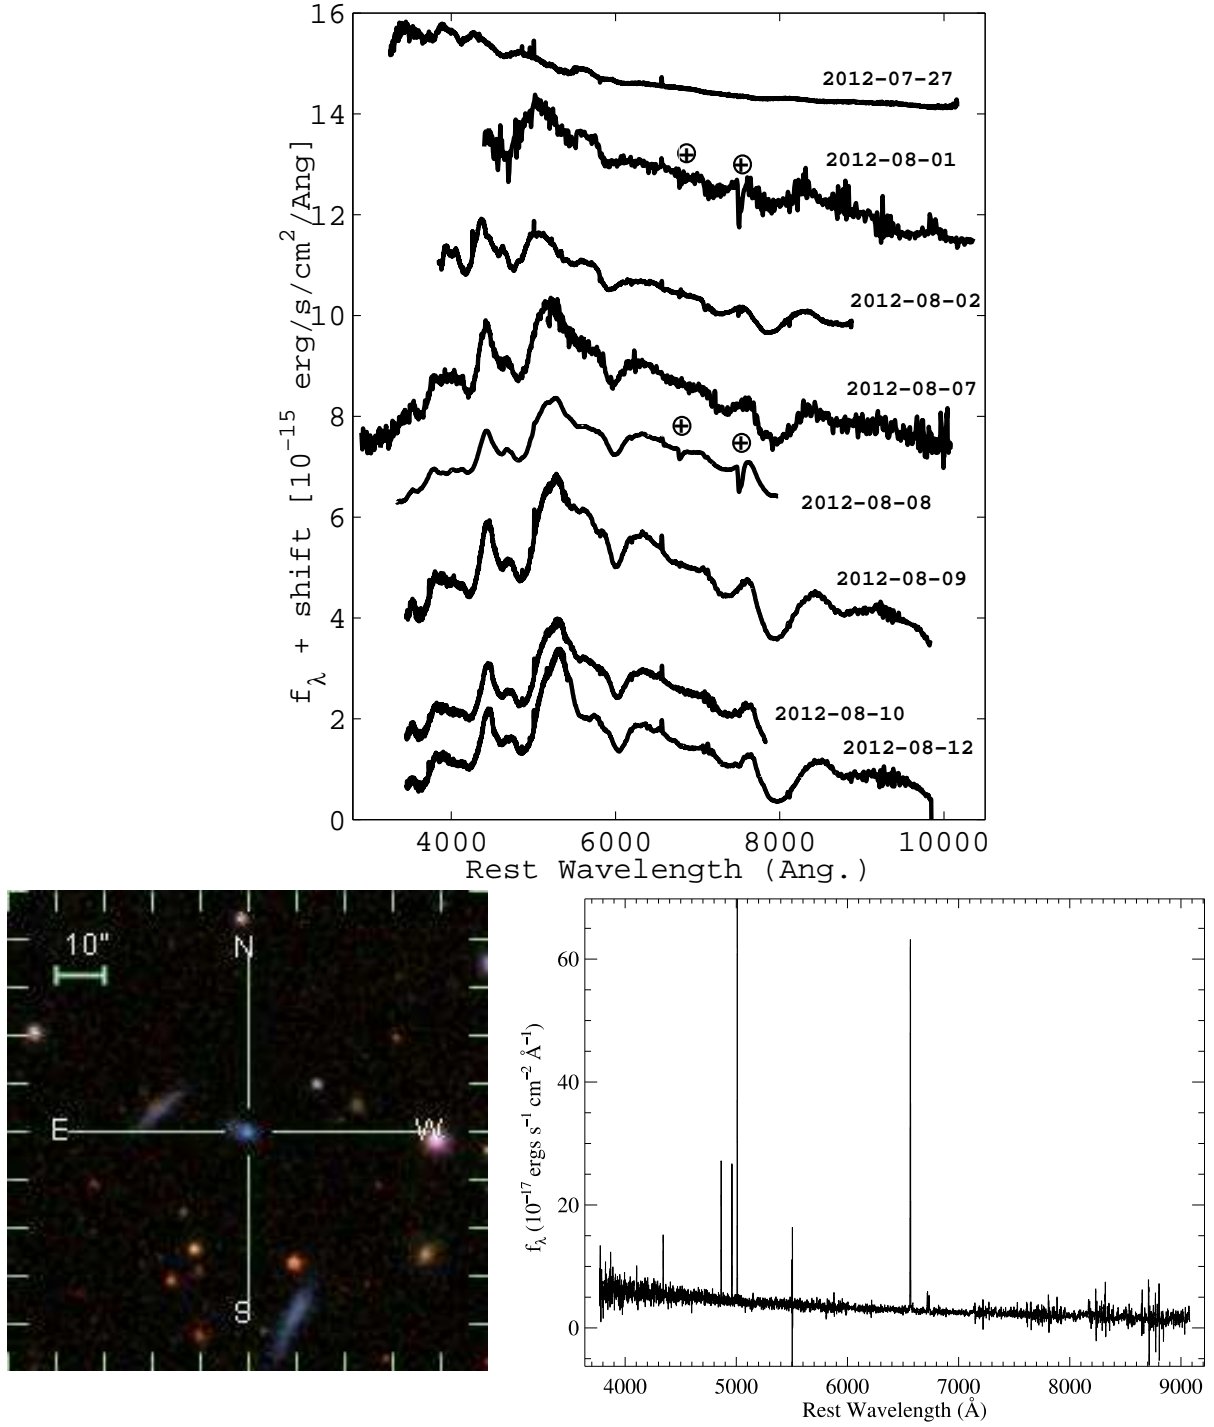 f_λ + shift [10^−15 erg/s/cm^2/Ang]
16
14
12
10
8
6
4
2
0
2012-07-27
2012-08-01
2012-08-02
2012-08-07
2012-08-08
2012-08-09
2012-08-10
2012-08-12
4000 6000 8000 10000
Rest Wavelength (Ang.)
10"
N
E
W
S
f_λ (10^−17 ergs s^−1 cm^−2 Å^−1)
60
40
20
0
4000 5000 6000 7000 8000 9000
Rest Wavelength (Å)